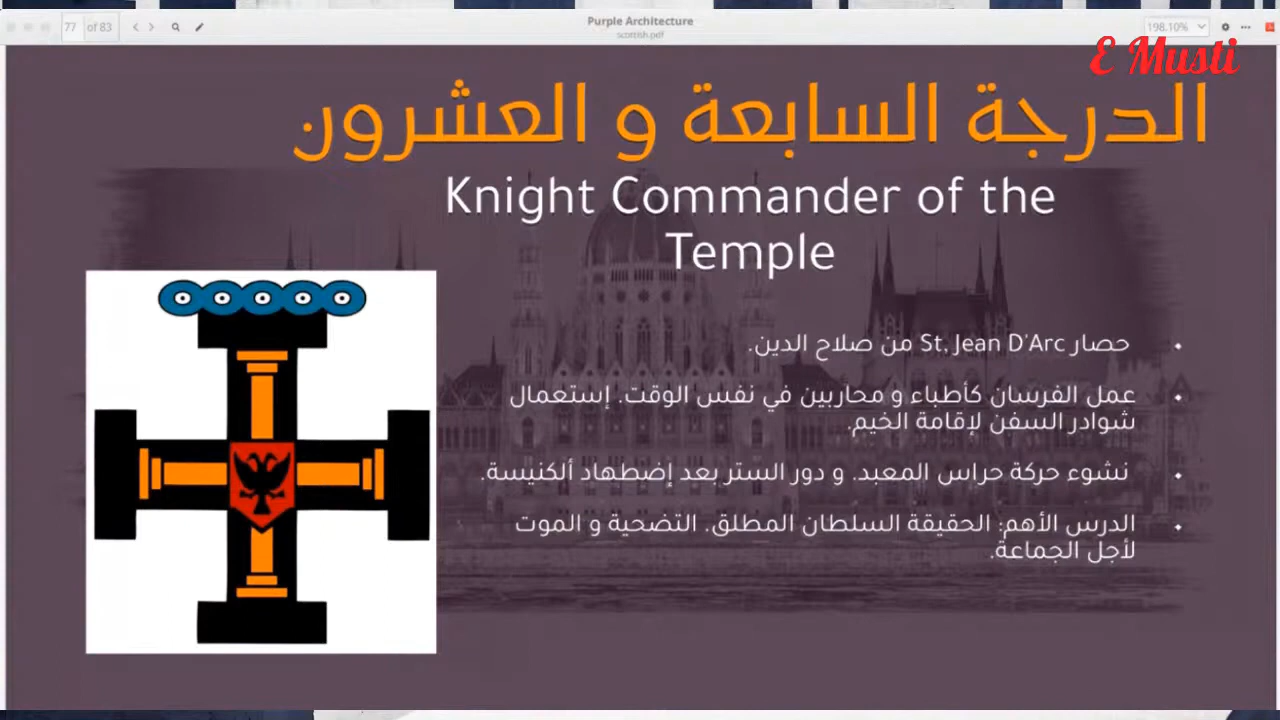 77 of 83
Purple Architecture
scottish.pdf
198.10%
E Musti
الدرجة السابعة و العشرون
Knight Commander of the
Temple
حصار St. Jean D'Arc من صلاح الدين.
عمل الفرسان كأطباء و محاربين في نفس الوقت. إستعمال
شوادر السفن لإقامة الخيم.
نشوء حركة حراس المعبد. و دور الستر بعد إضطهاد ألكنيسة.
الدرس الأهم: الحقيقة السلطان المطلق. التضحية و الموت
لأجل الجماعة.